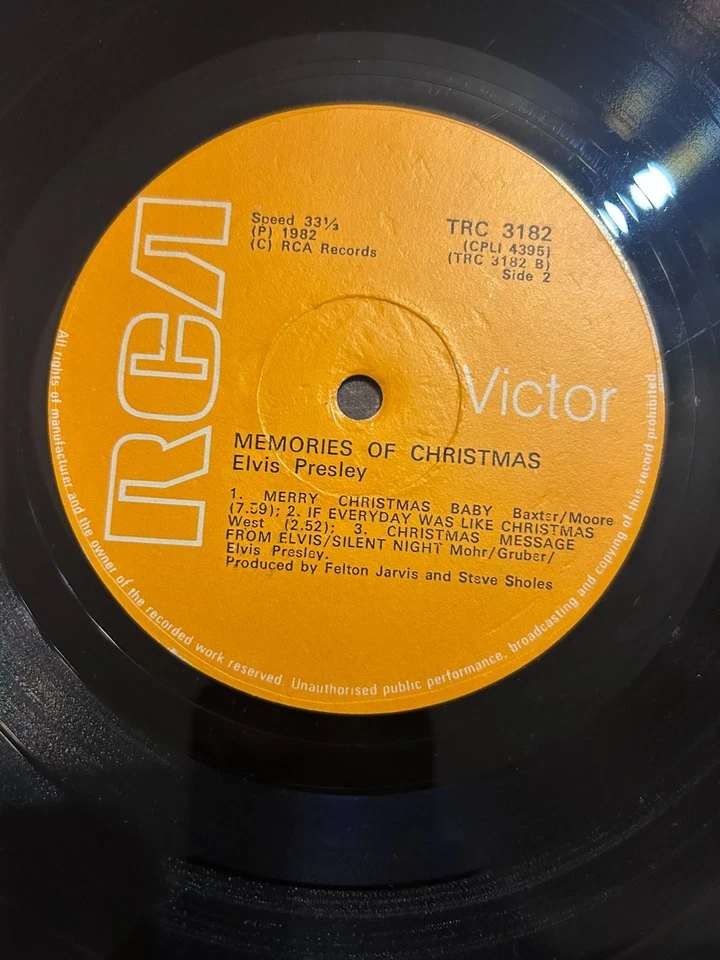 RCA
Speed 33⅓
(P) 1982
(C) RCA Records
TRC 3182
(CPLI 4395)
(TRC 3182 B)
Side 2
Victor
MEMORIES OF CHRISTMAS
Elvis Presley
1. MERRY CHRISTMAS BABY Baxter/Moore
(7.59); 2. IF EVERYDAY WAS LIKE CHRISTMAS
West (2.52); 3. CHRISTMAS MESSAGE
FROM ELVIS/SILENT NIGHT Mohr/Gruber/
Elvis Presley.
Produced by Felton Jarvis and Steve Sholes
All rights of manufacturer and the owner of the recorded work reserved. Unauthorised public performance, broadcasting and copying of this record prohibited